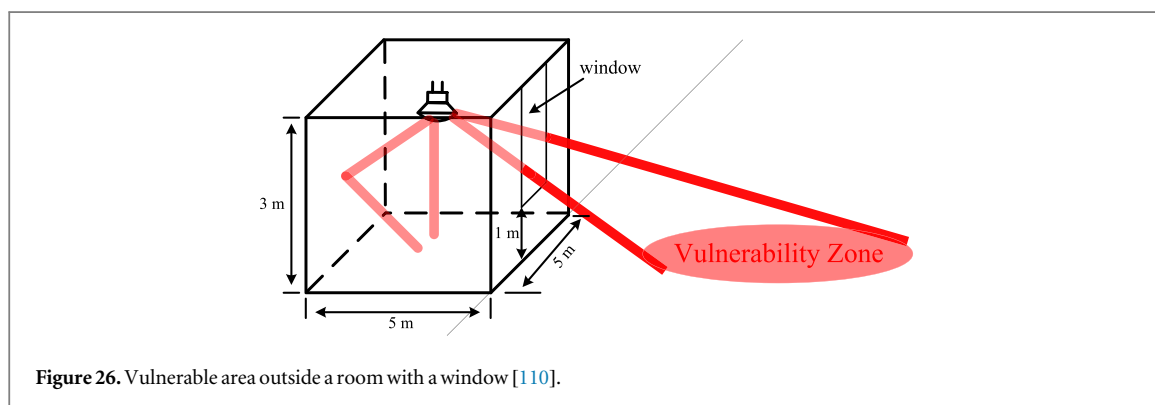 window
3 m
1 m
5 m
Vulnerability Zone
5 m
Figure 26. Vulnerable area outside a room with a window [110].